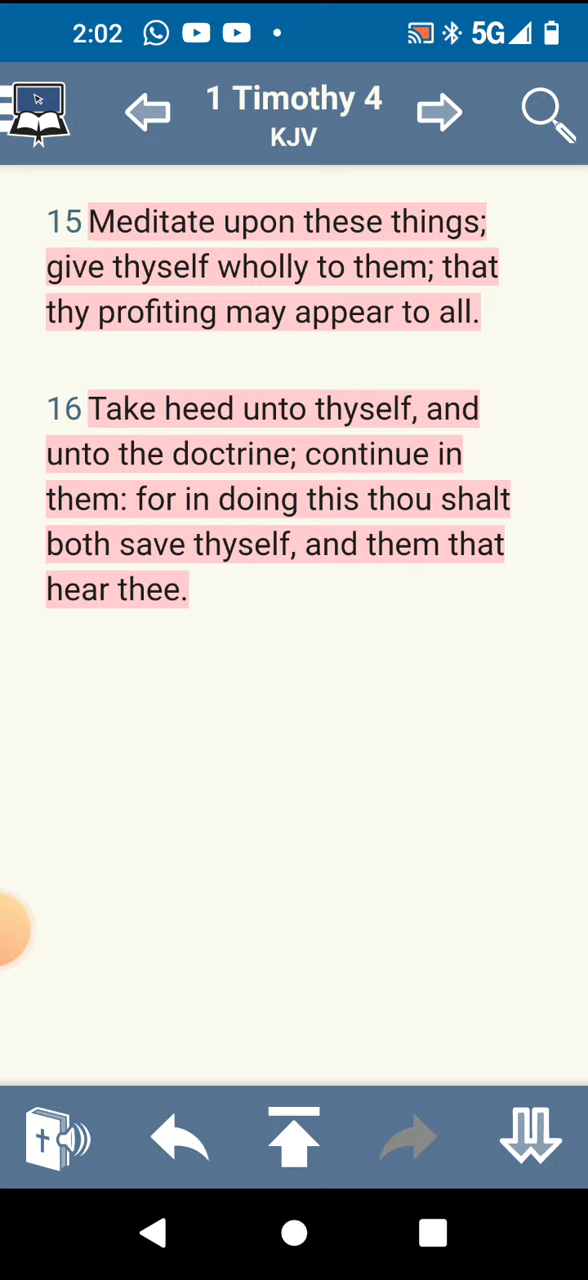 2:02
5G
1 Timothy 4
KJV
15 Meditate upon these things;
give thyself wholly to them; that
thy profiting may appear to all.
16 Take heed unto thyself, and
unto the doctrine; continue in
them: for in doing this thou shalt
both save thyself, and them that
hear thee.